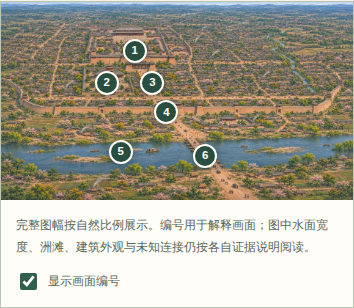 1
2
3
4
5
6
完整图幅按自然比例展示。编号用于解释画面；图中水面宽
度、洲滩、建筑外观与未知连接仍按各自证据说明阅读。
显示画面编号